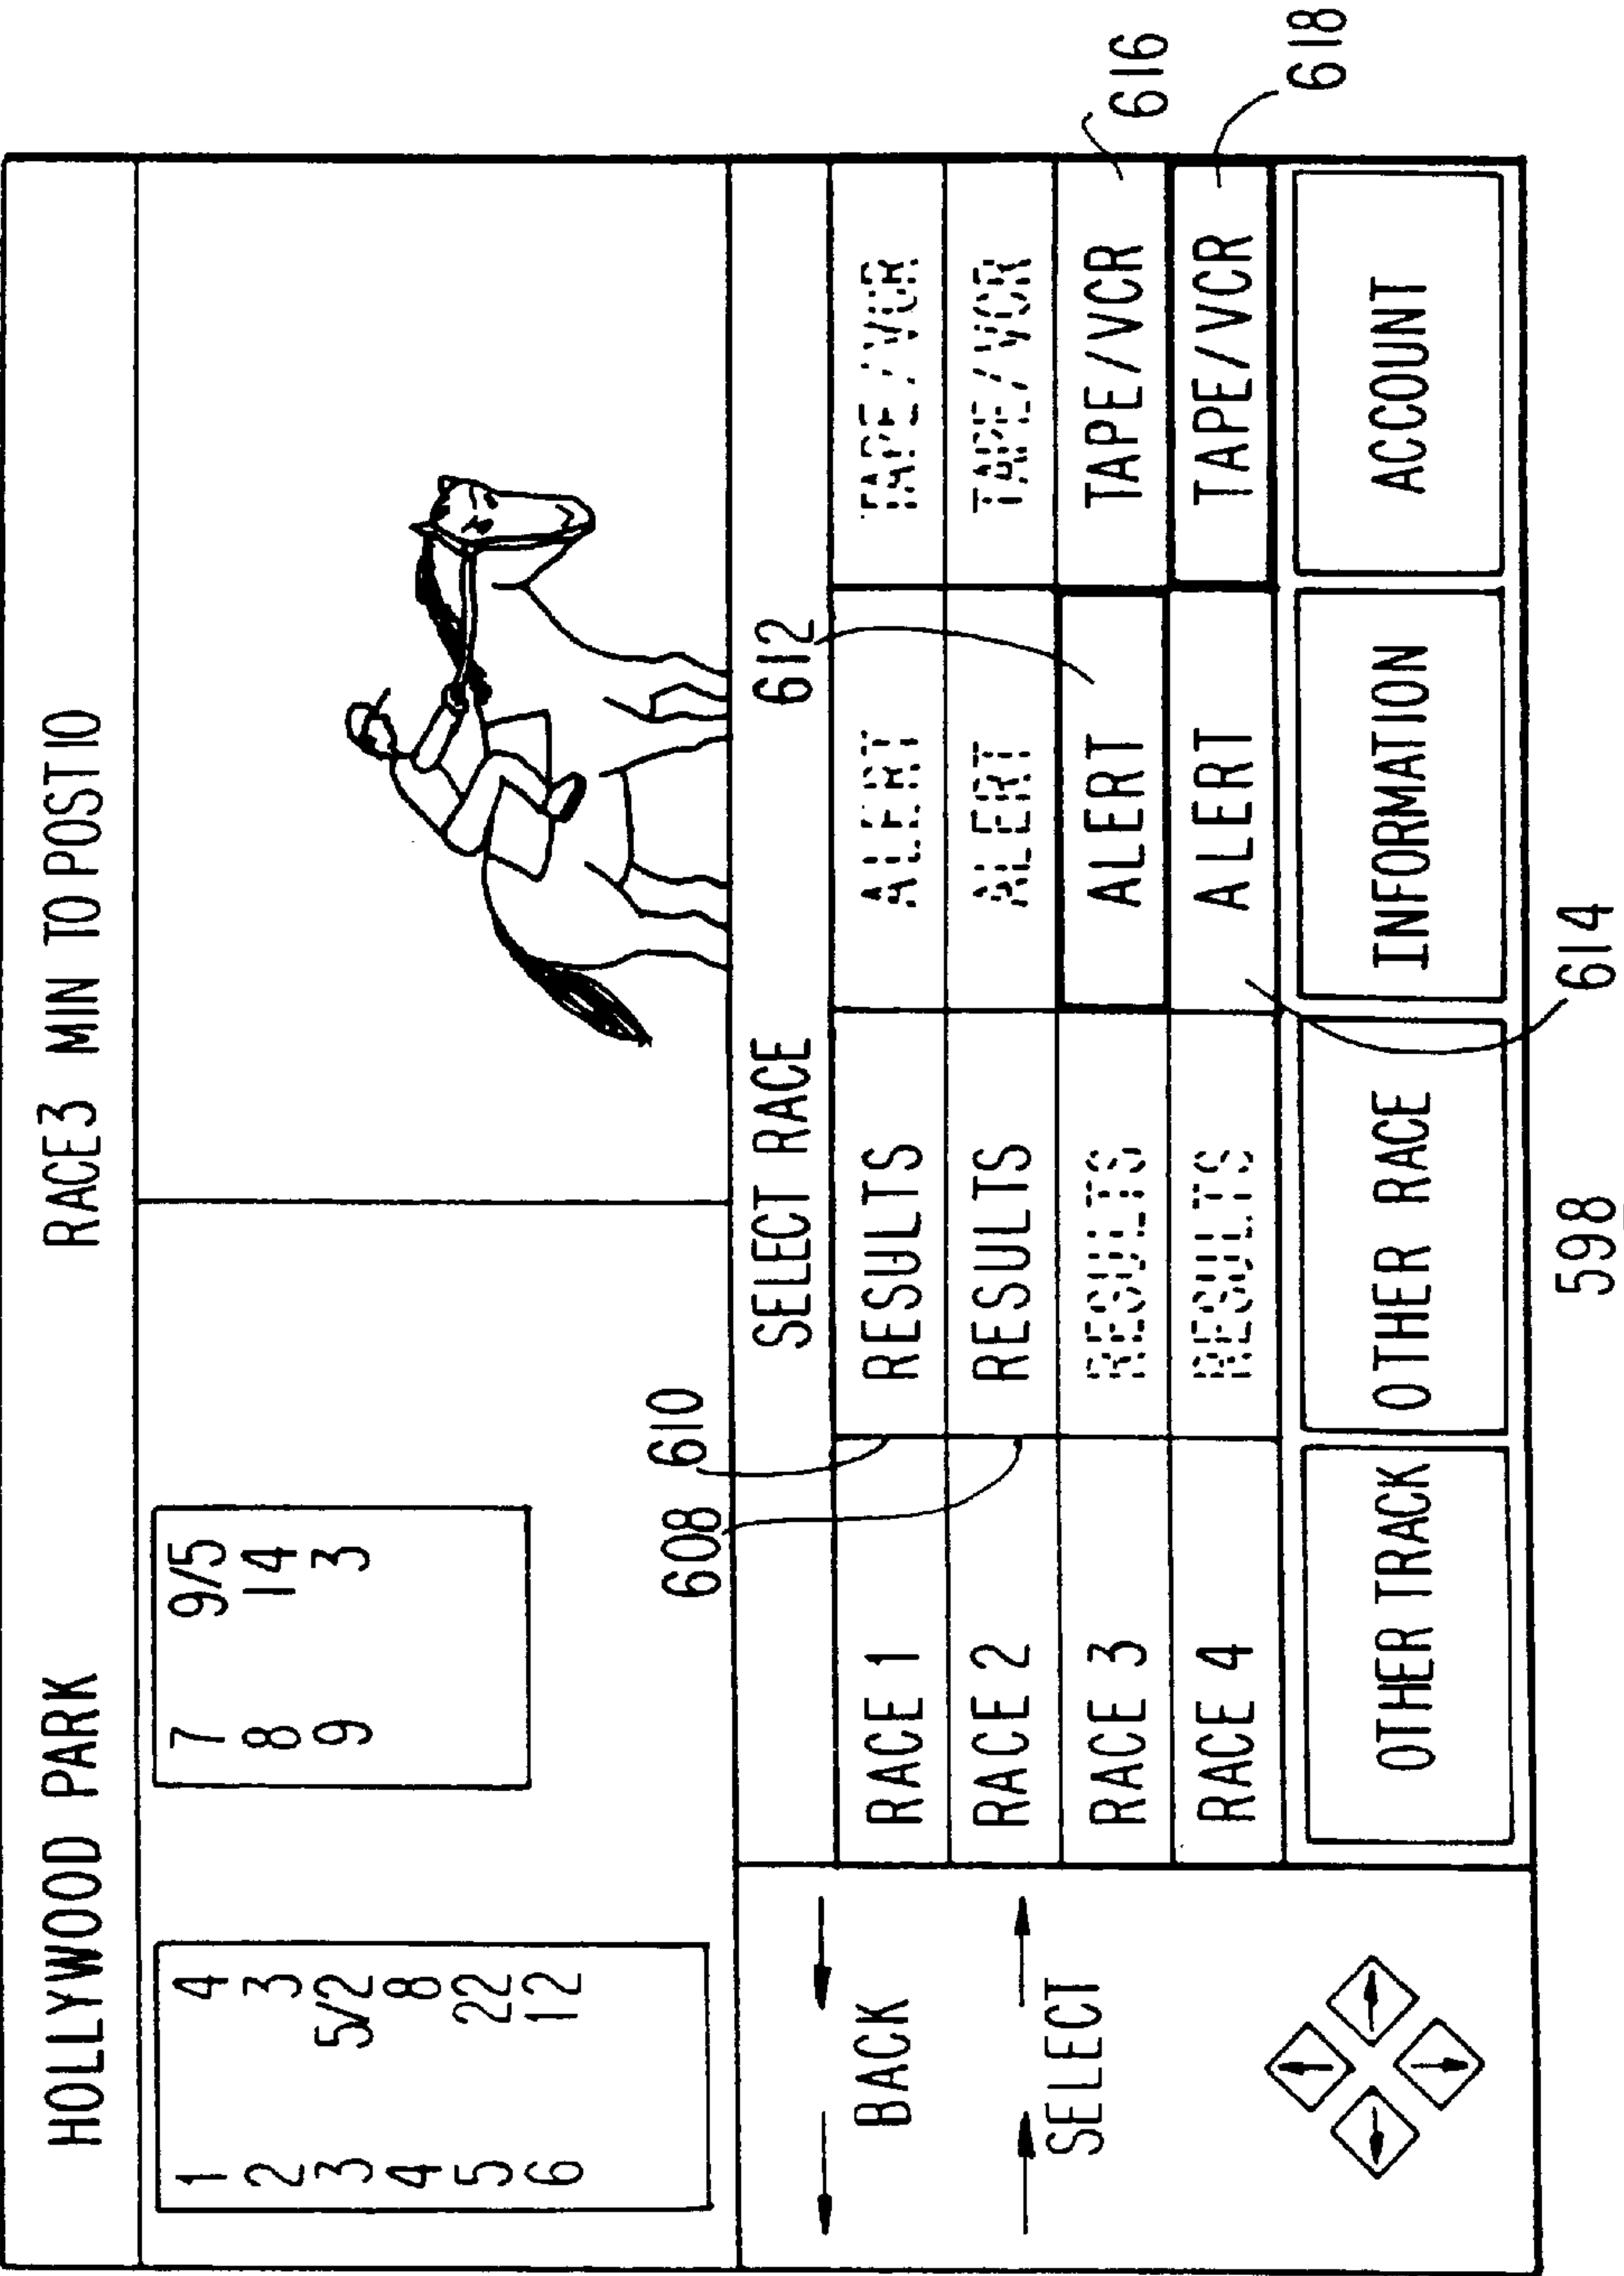 HOLLYWOOD PARK RACE 3 MIN TO POST 10
1 4 7 9/5
2 3 8 14
3 5/2 9 3
4 8
5 22
6 12
608 610 612
SELECT RACE
BACK
SELECT
RACE 1 RESULTS ALERT TAPE/VCR
RACE 2 RESULTS ALERT TAPE/VCR
RACE 3 RESULTS ALERT TAPE/VCR 616
RACE 4 RESULTS ALERT TAPE/VCR 618
OTHER TRACK OTHER RACE INFORMATION ACCOUNT
598 614